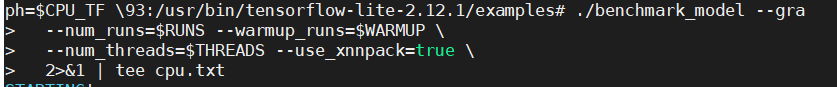 ph=$CPU_TF \93:/usr/bin/tensorflow-lite-2.12.1/examples# ./benchmark_model --gra
>   --num_runs=$RUNS --warmup_runs=$WARMUP \
>   --num_threads=$THREADS --use_xnnpack=true \
>   2>&1 | tee cpu.txt